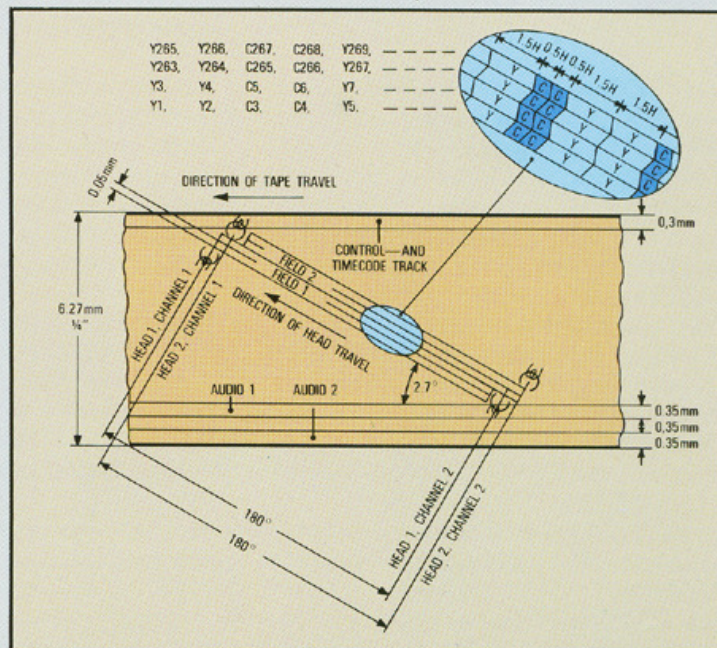 Y265, Y266, C267, C268, Y269,
Y263, Y264, C265, C266, Y267,
Y3, Y4, C5, C6, Y7,
Y1, Y2, C3, C4, Y5,
1.5H 0.5H 0.5H 1.5H 1.5H
Y Y Y
C C Y Y Y
C C Y Y C
C C Y Y C
C C Y C
0.05mm
DIRECTION OF TAPE TRAVEL
0,3mm
CONTROL—AND
TIMECODE TRACK
FIELD 2
FIELD 1
DIRECTION OF HEAD TRAVEL
6.27mm
¼"
HEAD 1, CHANNEL 1
HEAD 2, CHANNEL 1
AUDIO 1
AUDIO 2
2.7°
0.35mm
0,35mm
0.35mm
180°
180°
HEAD 1, CHANNEL 2
HEAD 2, CHANNEL 2